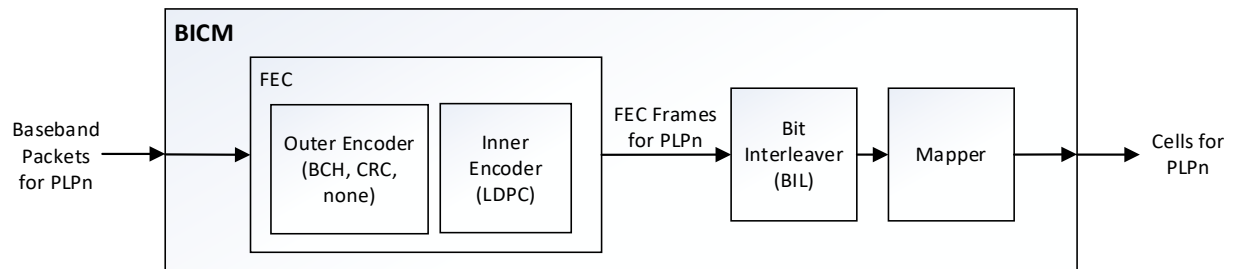 BICM
FEC
Baseband
Packets
for PLPn
Outer Encoder
(BCH, CRC,
none)
Inner
Encoder
(LDPC)
FEC Frames
for PLPn
Bit
Interleaver
(BIL)
Mapper
Cells for
PLPn